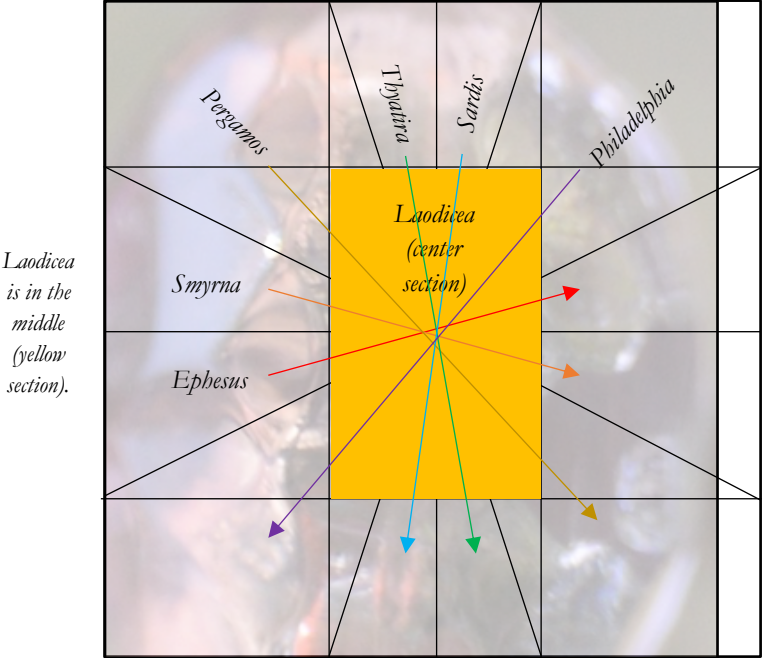 Pergamos
Thyatira
Sardis
Philadelphia
Laodicea
(center
section)
Laodicea
is in the
middle
(yellow
section).
Smyrna
Ephesus